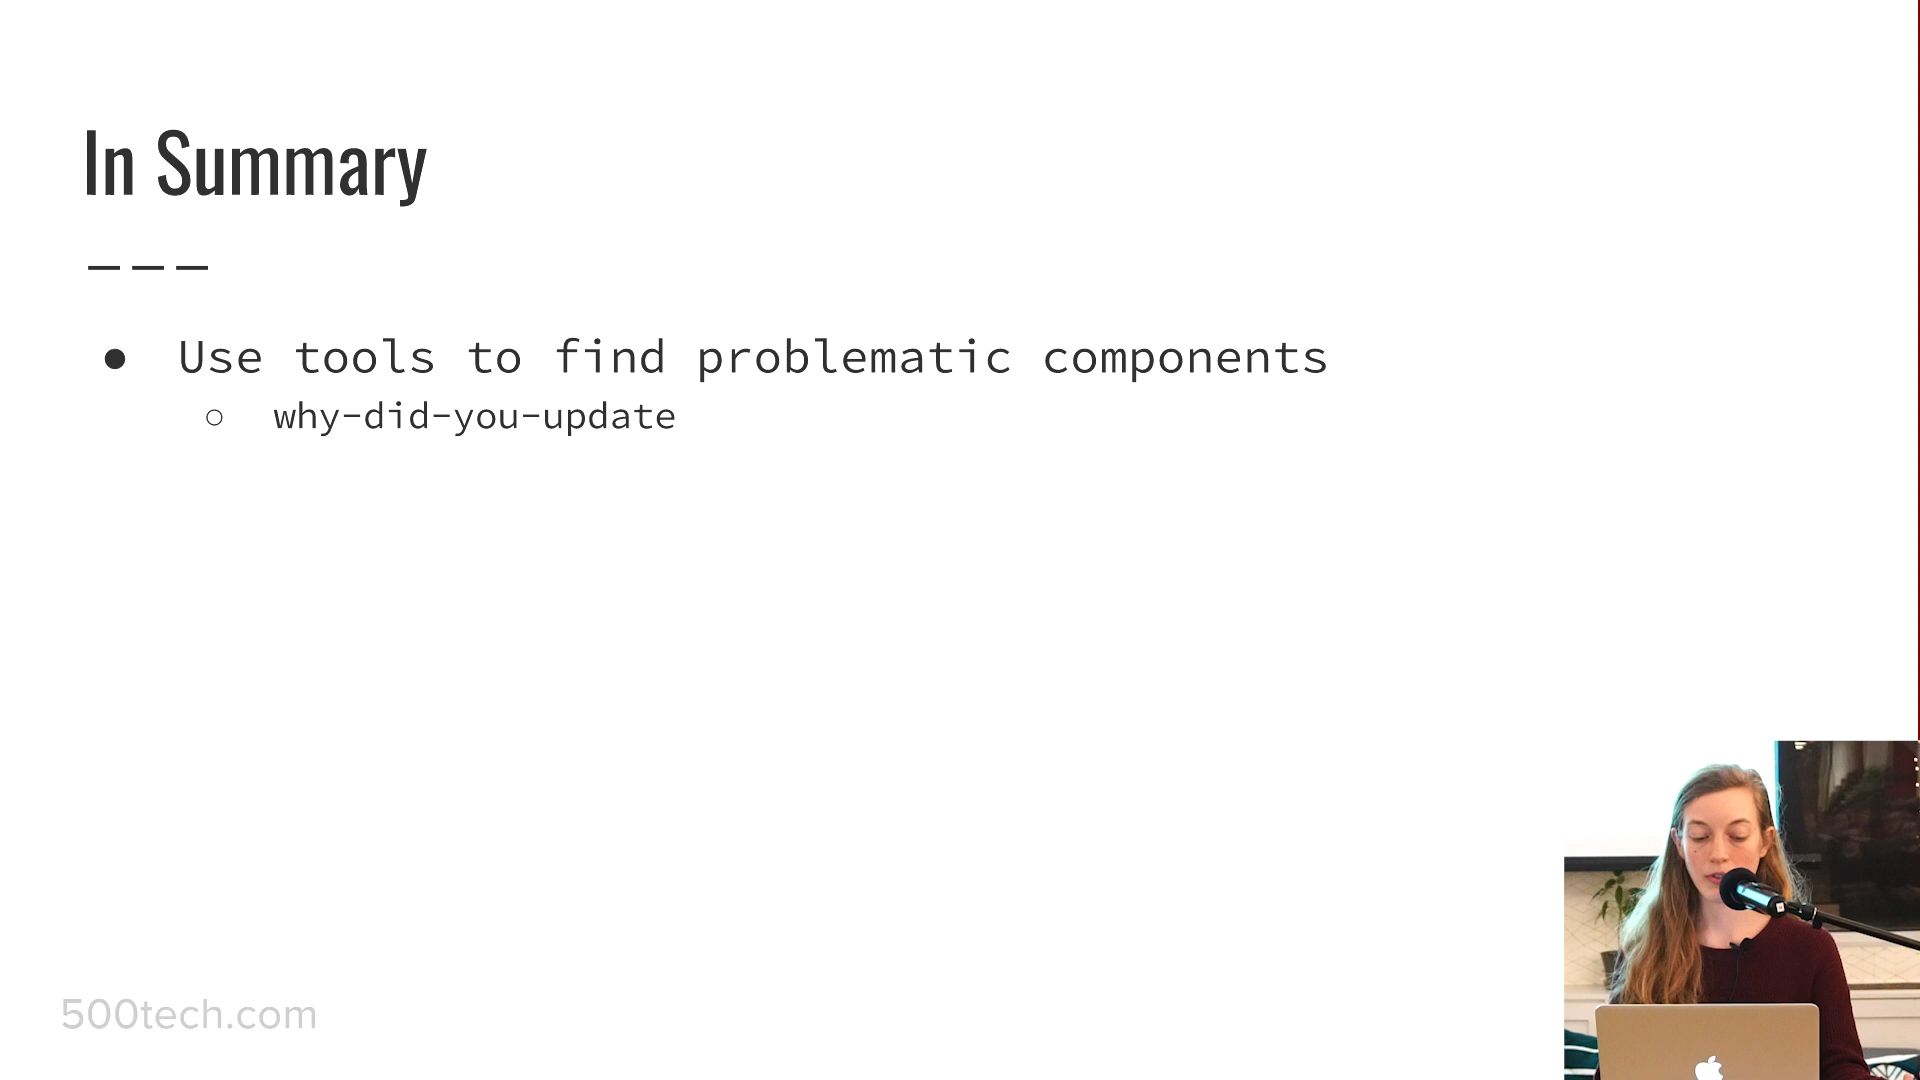 In Summary
● Use tools to find problematic components
○ why-did-you-update
500tech.com